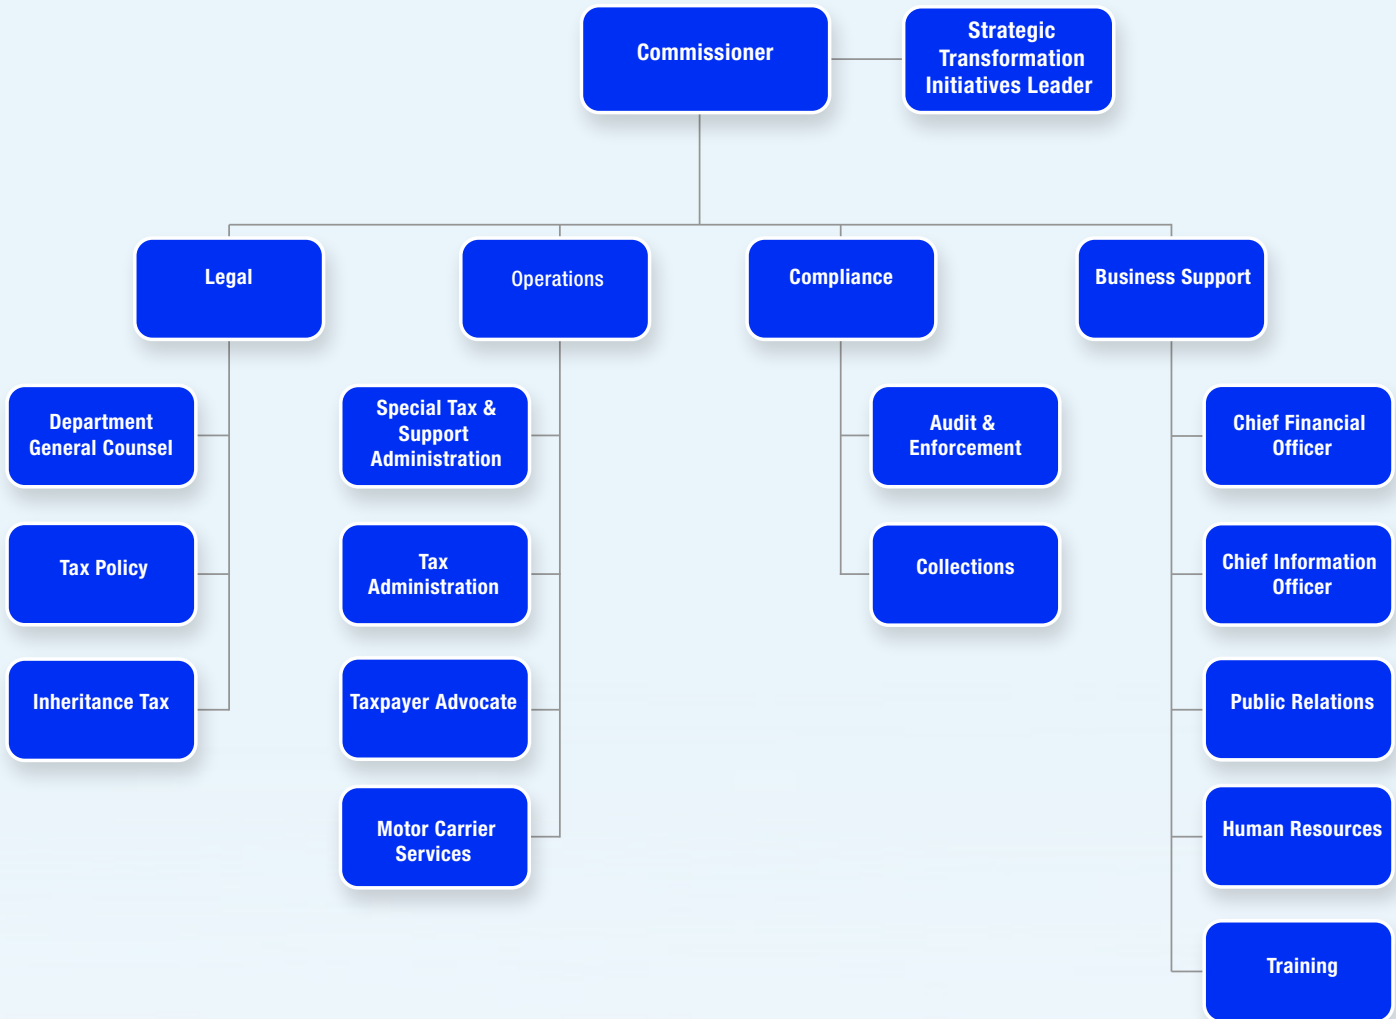 Commissioner
Strategic
Transformation
Initiatives Leader
Legal
Operations
Compliance
Business Support
Department
General Counsel
Special Tax &
Support
Administration
Audit &
Enforcement
Chief Financial
Officer
Tax Policy
Tax
Administration
Collections
Chief Information
Officer
Inheritance Tax
Taxpayer Advocate
Public Relations
Motor Carrier
Services
Human Resources
Training